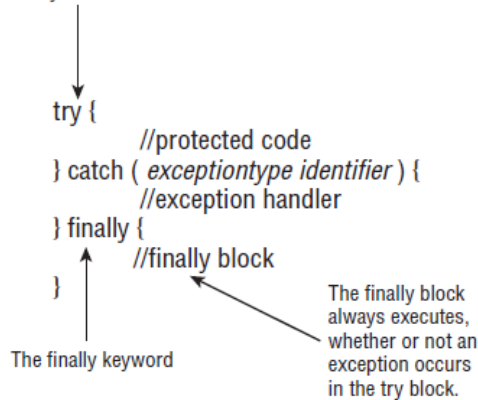 try {
//protected code
} catch ( exceptiontype identifier ) {
//exception handler
} finally {
//finally block
}
The finally keyword
The finally block
always executes,
whether or not an
exception occurs
in the try block.